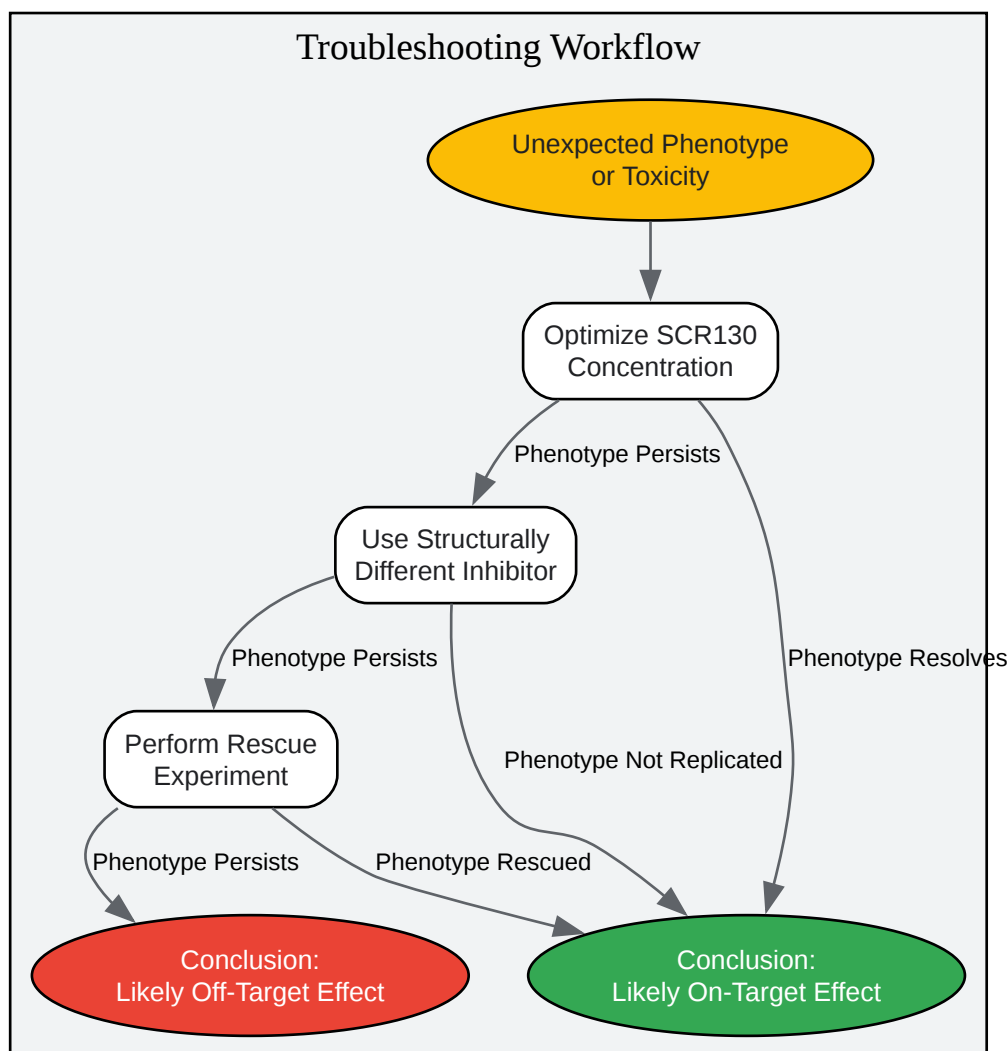 Troubleshooting Workflow
Unexpected Phenotype
or Toxicity
Optimize SCR130
Concentration
Phenotype Persists
Use Structurally
Different Inhibitor
Phenotype Persists
Phenotype Resolves
Perform Rescue
Experiment
Phenotype Not Replicated
Phenotype Persists
Phenotype Rescued
Conclusion:
Likely Off-Target Effect
Conclusion:
Likely On-Target Effect